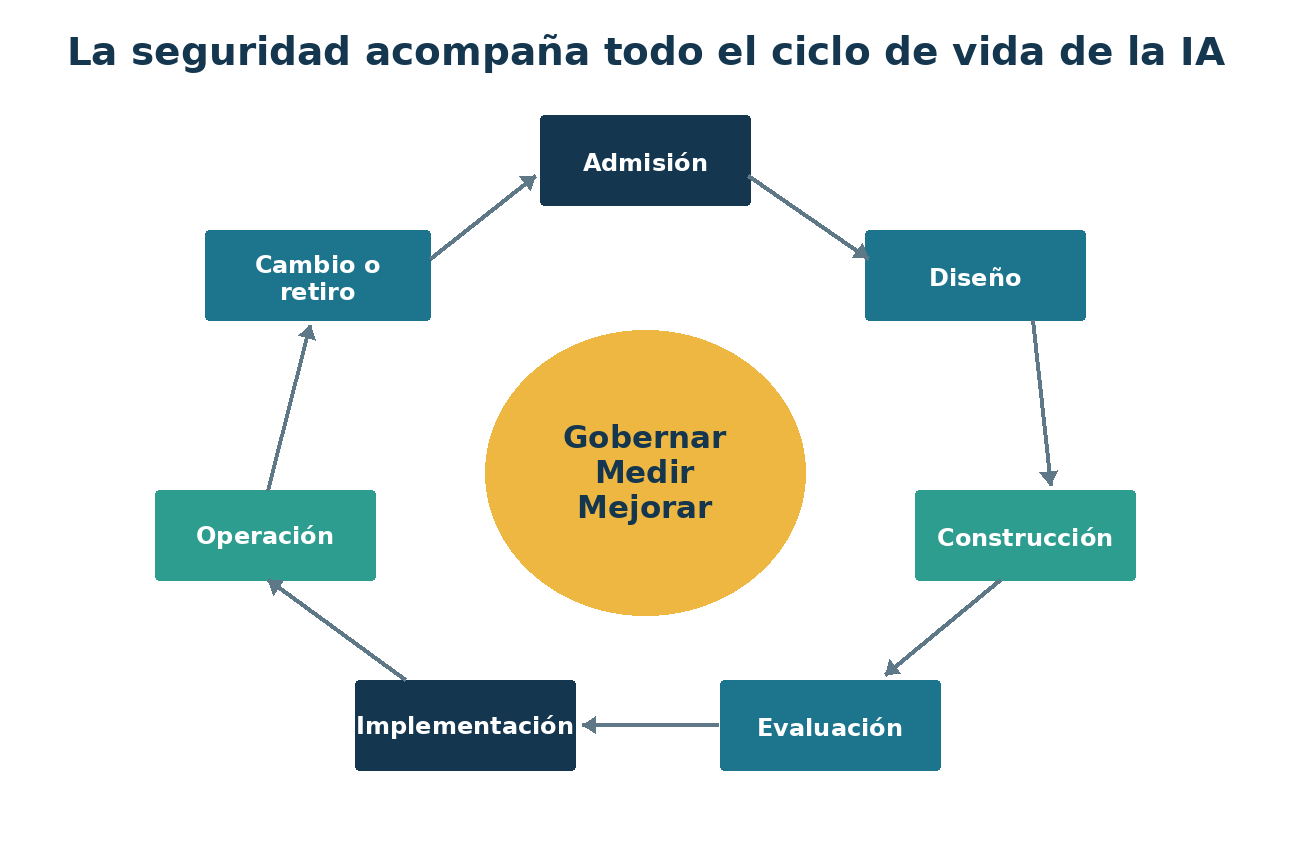 La seguridad acompaña todo el ciclo de vida de la IA
Admisión
Diseño
Construcción
Evaluación
Implementación
Operación
Cambio o
retiro
Gobernar
Medir
Mejorar